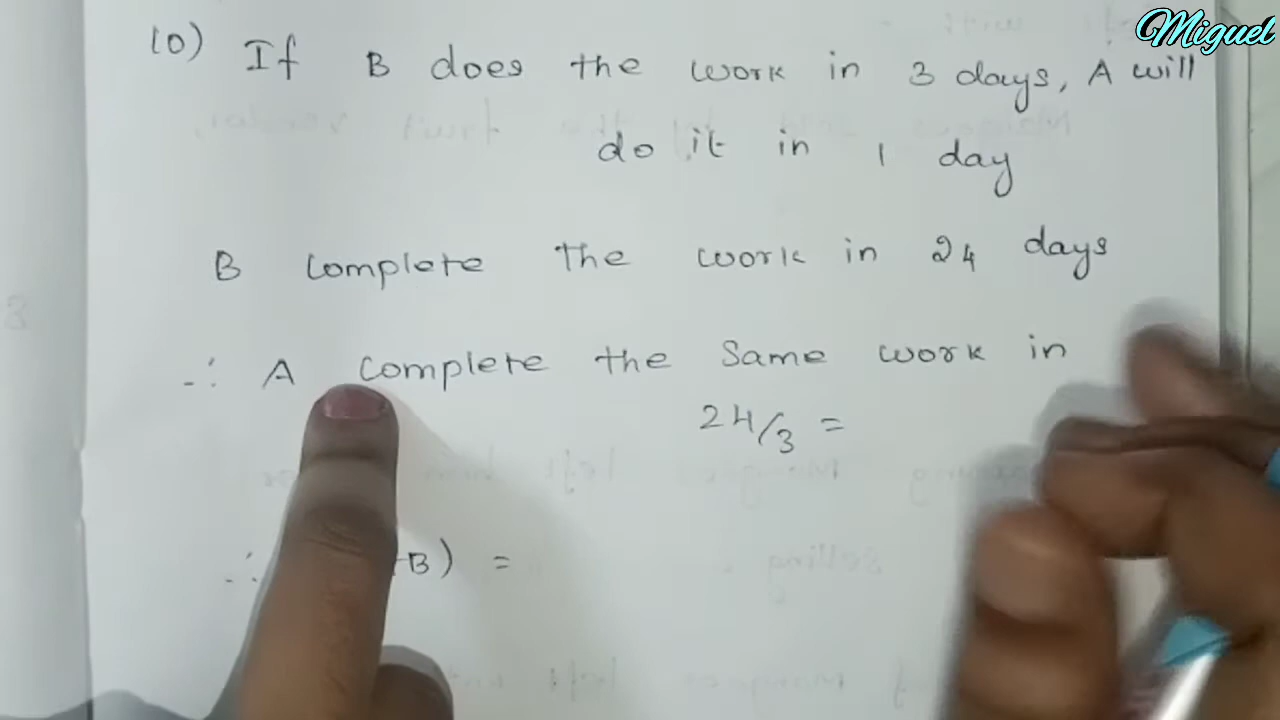 Miguel
10) If B does the work in 3 days, A will
do it in 1 day
B complete the work in 24 days
∴ A complete the same work in
24/3 =
∴ +B) =